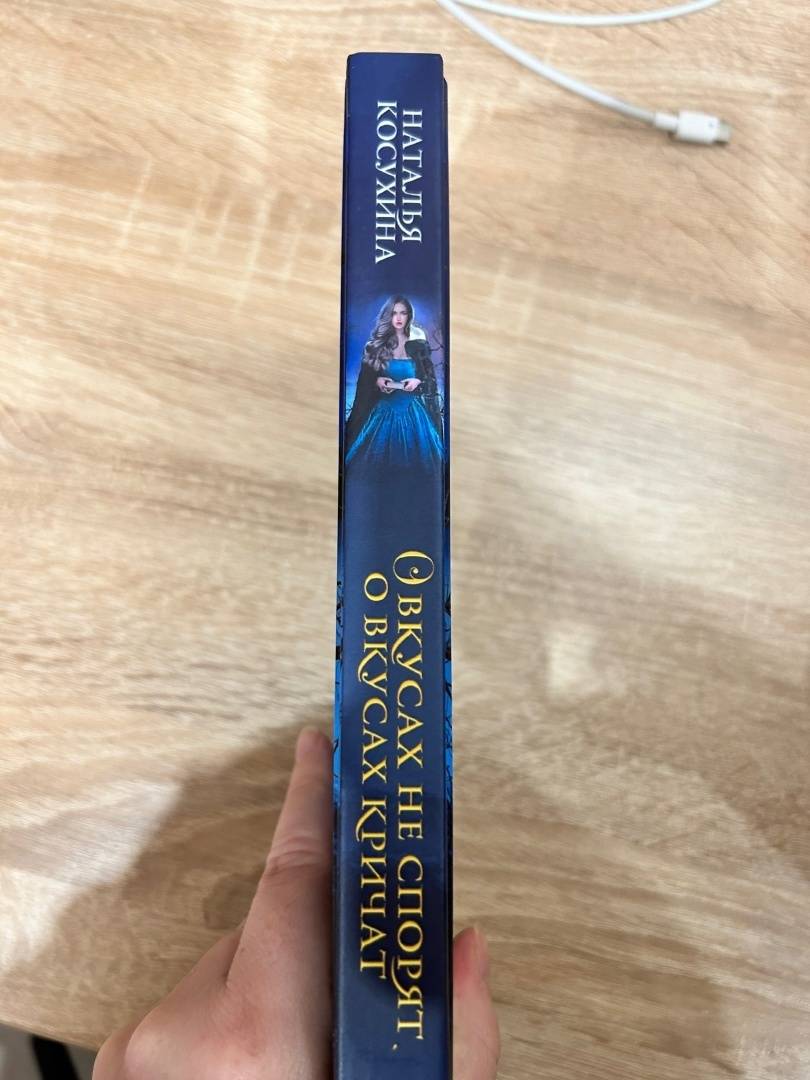 НАТАЛЬЯ
КОСУХИНА
О ВКУСАХ НЕ СПОРЯТ,
О ВКУСАХ КРИЧАТ